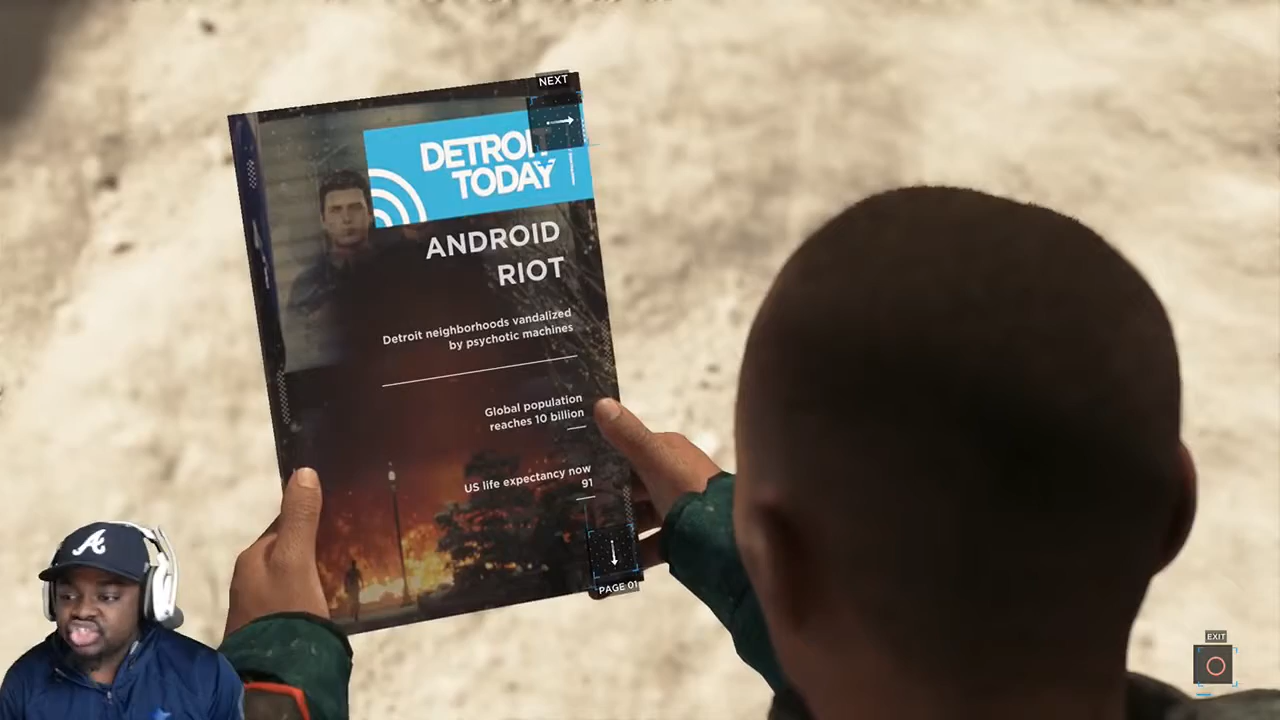 NEXT
DETROIT
TODAY
ANDROID
RIOT
Detroit neighborhoods vandalized
by psychotic machines
Global population
reaches 10 billion
US life expectancy now
91
PAGE 01
A
EXIT